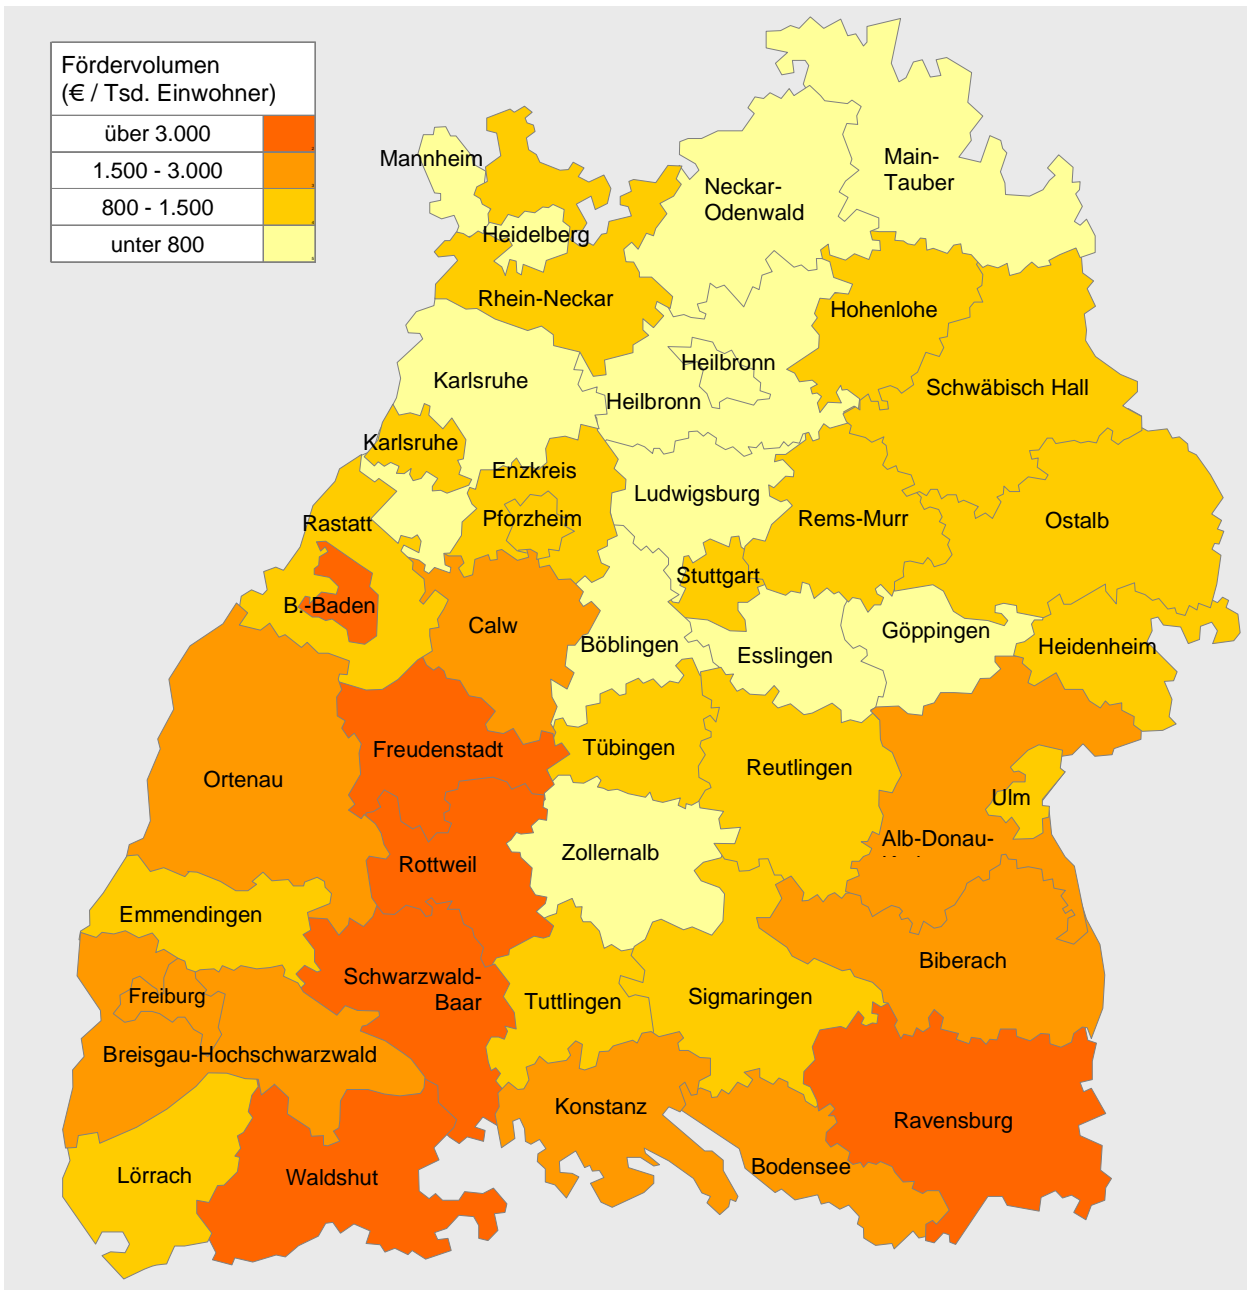 Fördervolumen
(€ / Tsd. Einwohner)
über 3.000
1.500 - 3.000
800 - 1.500
unter 800
Mannheim
Main-
Tauber
Neckar-
Odenwald
Heidelberg
Rhein-Neckar
Hohenlohe
Heilbronn
Karlsruhe
Schwäbisch Hall
Heilbronn
Karlsruhe
Enzkreis
Ludwigsburg
Pforzheim
Rems-Murr
Ostalb
Rastatt
Stuttgart
B.-Baden
Calw
Göppingen
Böblingen
Esslingen
Heidenheim
Freudenstadt
Tübingen
Reutlingen
Ortenau
Ulm
Alb-Donau-
Rottweil
Zollernalb
Emmendingen
Biberach
Schwarzwald-
Baar
Freiburg
Tuttlingen
Sigmaringen
Breisgau-Hochschwarzwald
Konstanz
Ravensburg
Bodensee
Lörrach
Waldshut